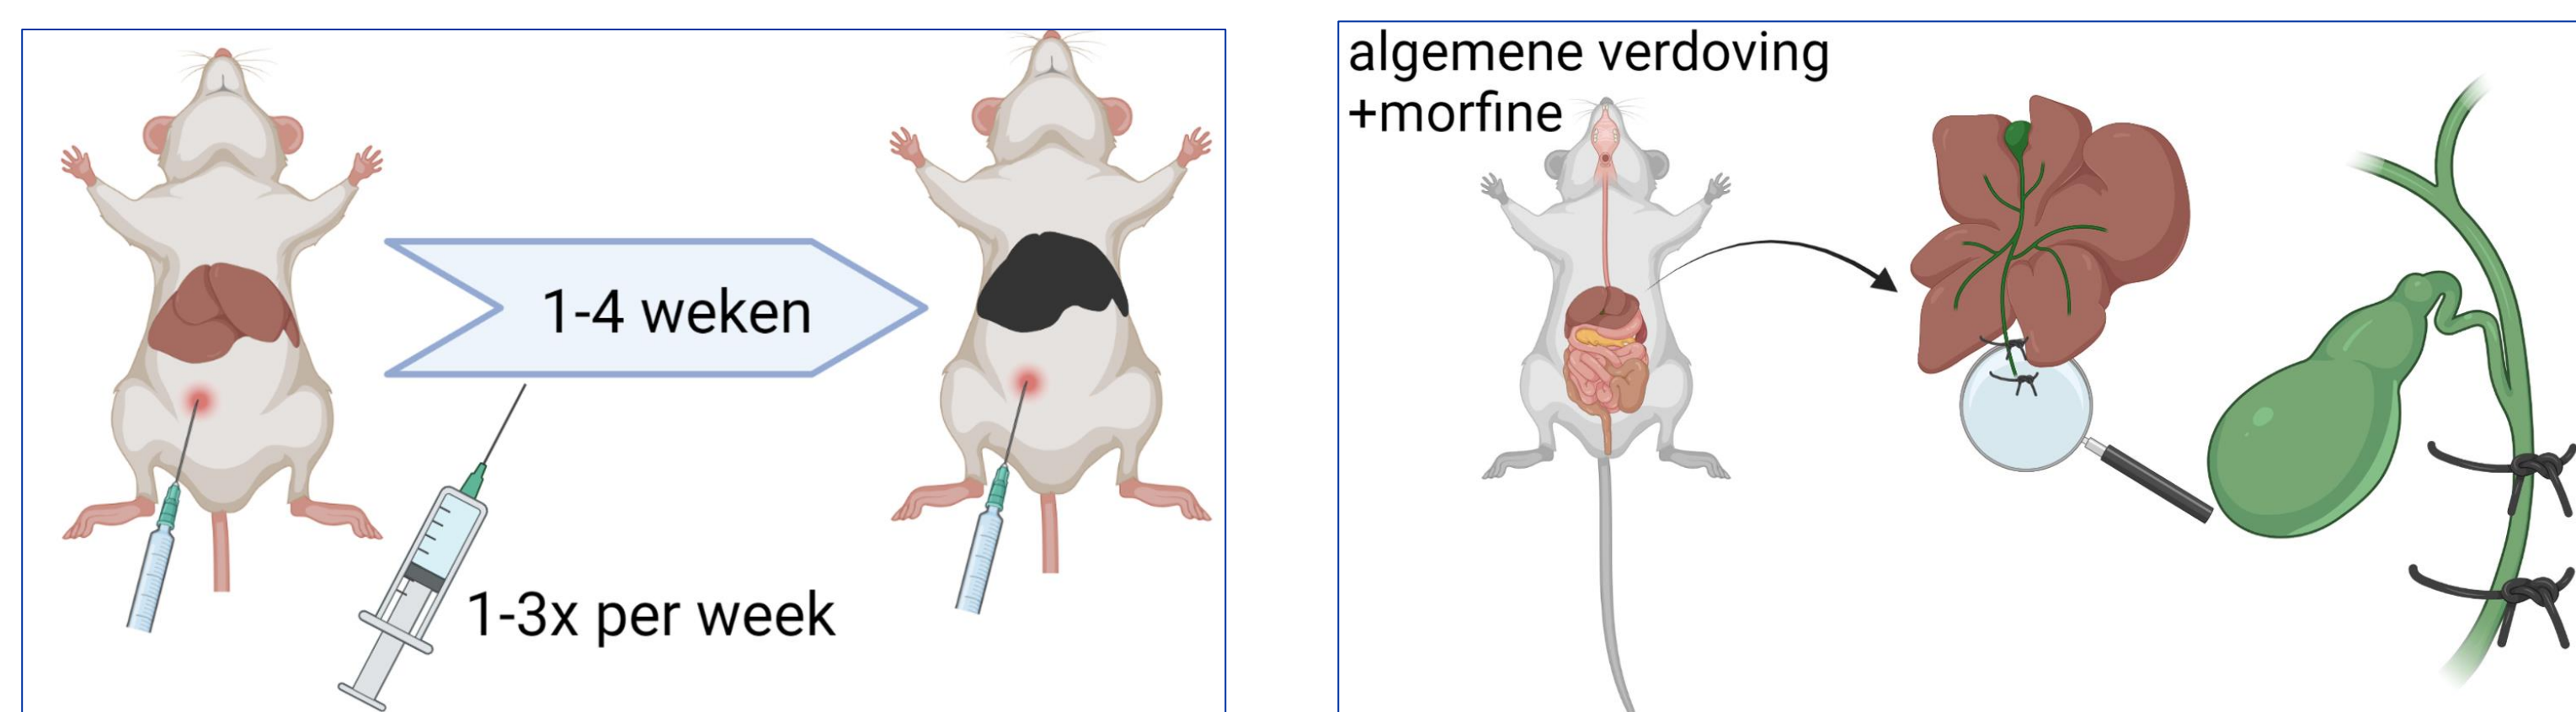 1-4 weken
1-3x per week
algemene verdoving
+morfine